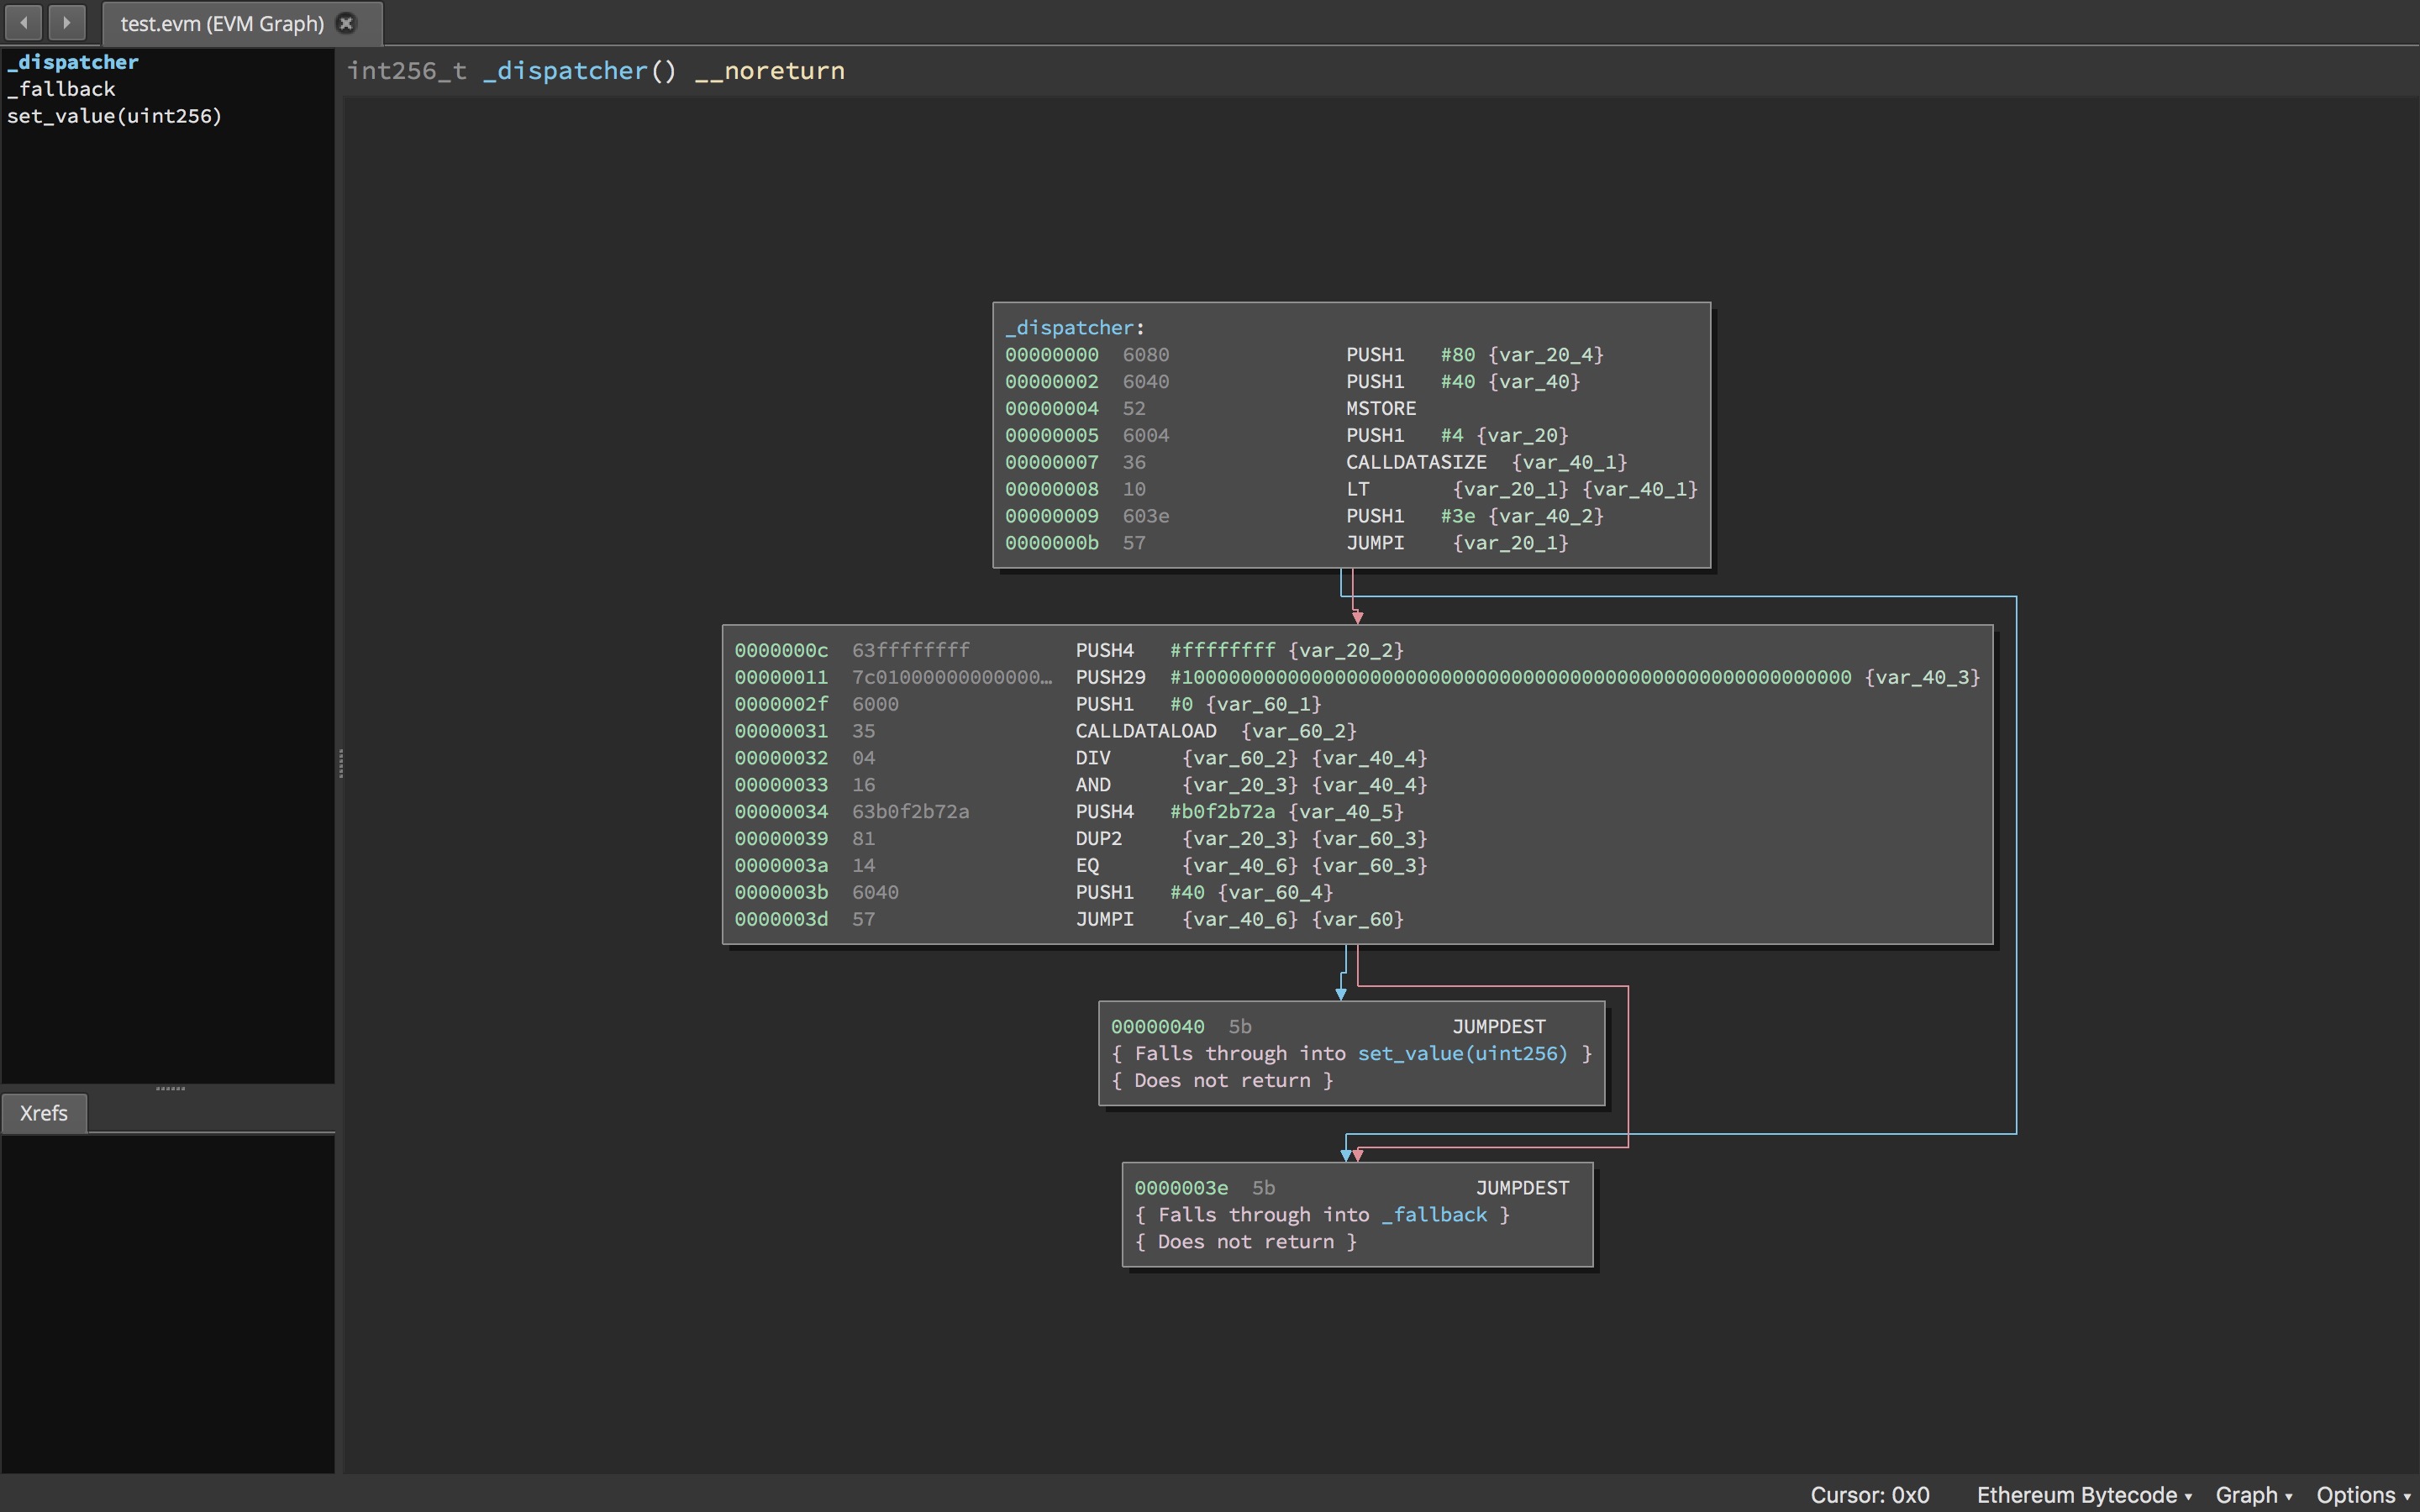 test.evm (EVM Graph)
_dispatcher
_fallback
set_value(uint256)
int256_t _dispatcher() __noreturn
_dispatcher:
00000000 6080 PUSH1 #80 {var_20_4}
00000002 6040 PUSH1 #40 {var_40}
00000004 52 MSTORE
00000005 6004 PUSH1 #4 {var_20}
00000007 36 CALLDATASIZE {var_40_1}
00000008 10 LT {var_20_1} {var_40_1}
00000009 603e PUSH1 #3e {var_40_2}
0000000b 57 JUMPI {var_20_1}
0000000c 63ffffffff PUSH4 #ffffffff {var_20_2}
00000011 7c01000000000000… PUSH29 #100000000000000000000000000000000000000000000000000000000 {var_40_3}
0000002f 6000 PUSH1 #0 {var_60_1}
00000031 35 CALLDATALOAD {var_60_2}
00000032 04 DIV {var_60_2} {var_40_4}
00000033 16 AND {var_20_3} {var_40_4}
00000034 63b0f2b72a PUSH4 #b0f2b72a {var_40_5}
00000039 81 DUP2 {var_20_3} {var_60_3}
0000003a 14 EQ {var_40_6} {var_60_3}
0000003b 6040 PUSH1 #40 {var_60_4}
0000003d 57 JUMPI {var_40_6} {var_60}
00000040 5b JUMPDEST
{ Falls through into set_value(uint256) }
{ Does not return }
0000003e 5b JUMPDEST
{ Falls through into _fallback }
{ Does not return }
Xrefs
Cursor: 0x0 Ethereum Bytecode Graph Options